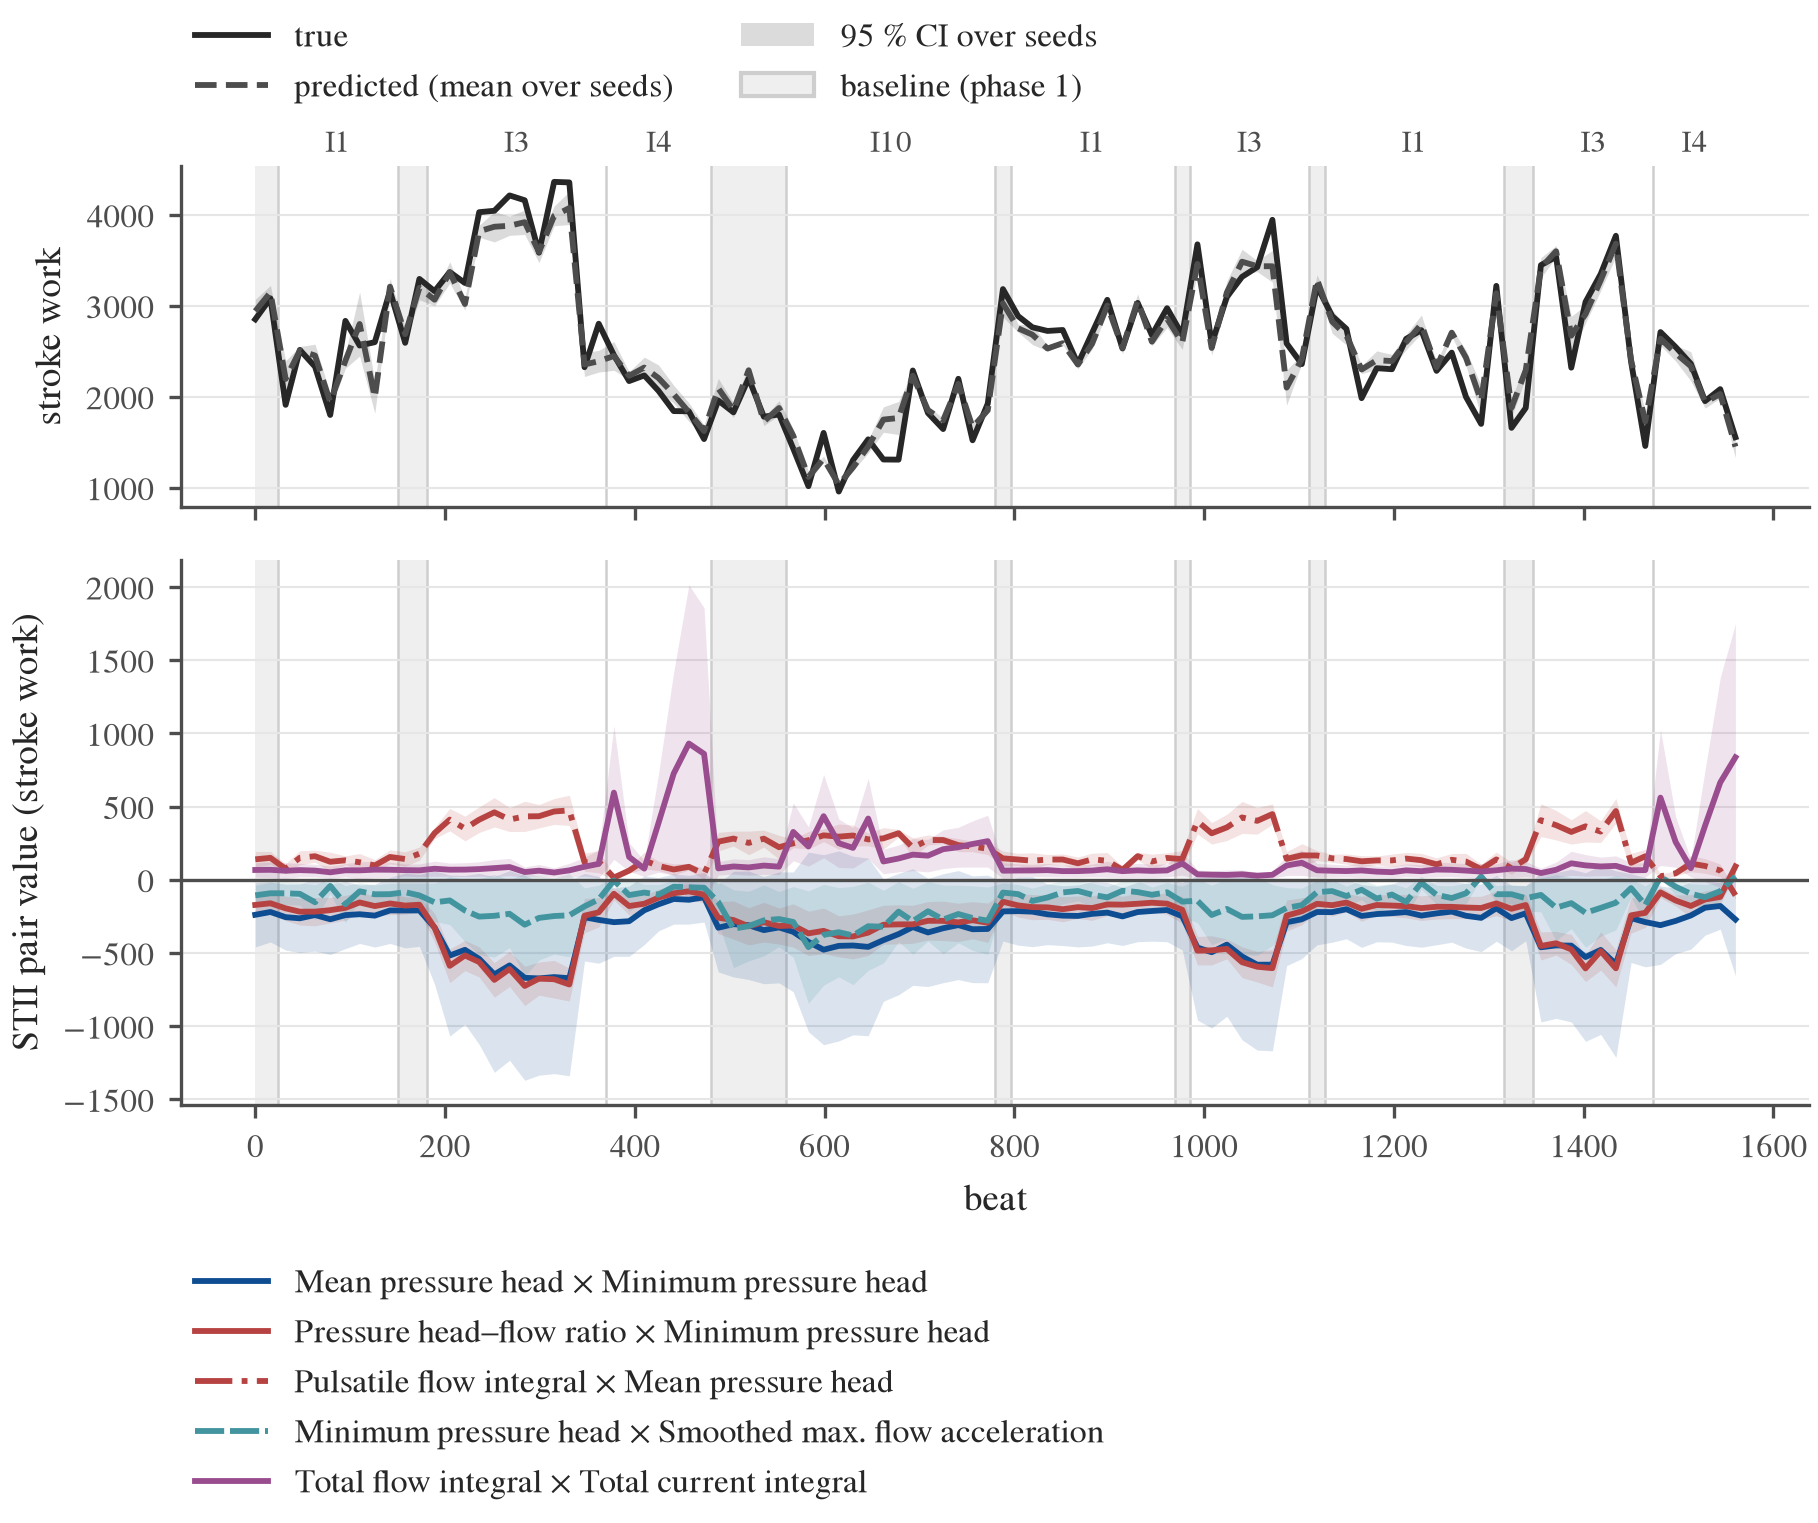 true
95 % CI over seeds
predicted (mean over seeds)
baseline (phase 1)
I1 I3 I4 I10 I1 I3 I1 I3 I4
4000
3000
2000
1000
stroke work
2000
1500
1000
500
0
−500
−1000
−1500
STII pair value (stroke work)
0 200 400 600 800 1000 1200 1400 1600
beat
Mean pressure head × Minimum pressure head
Pressure head–flow ratio × Minimum pressure head
Pulsatile flow integral × Mean pressure head
Minimum pressure head × Smoothed max. flow acceleration
Total flow integral × Total current integral